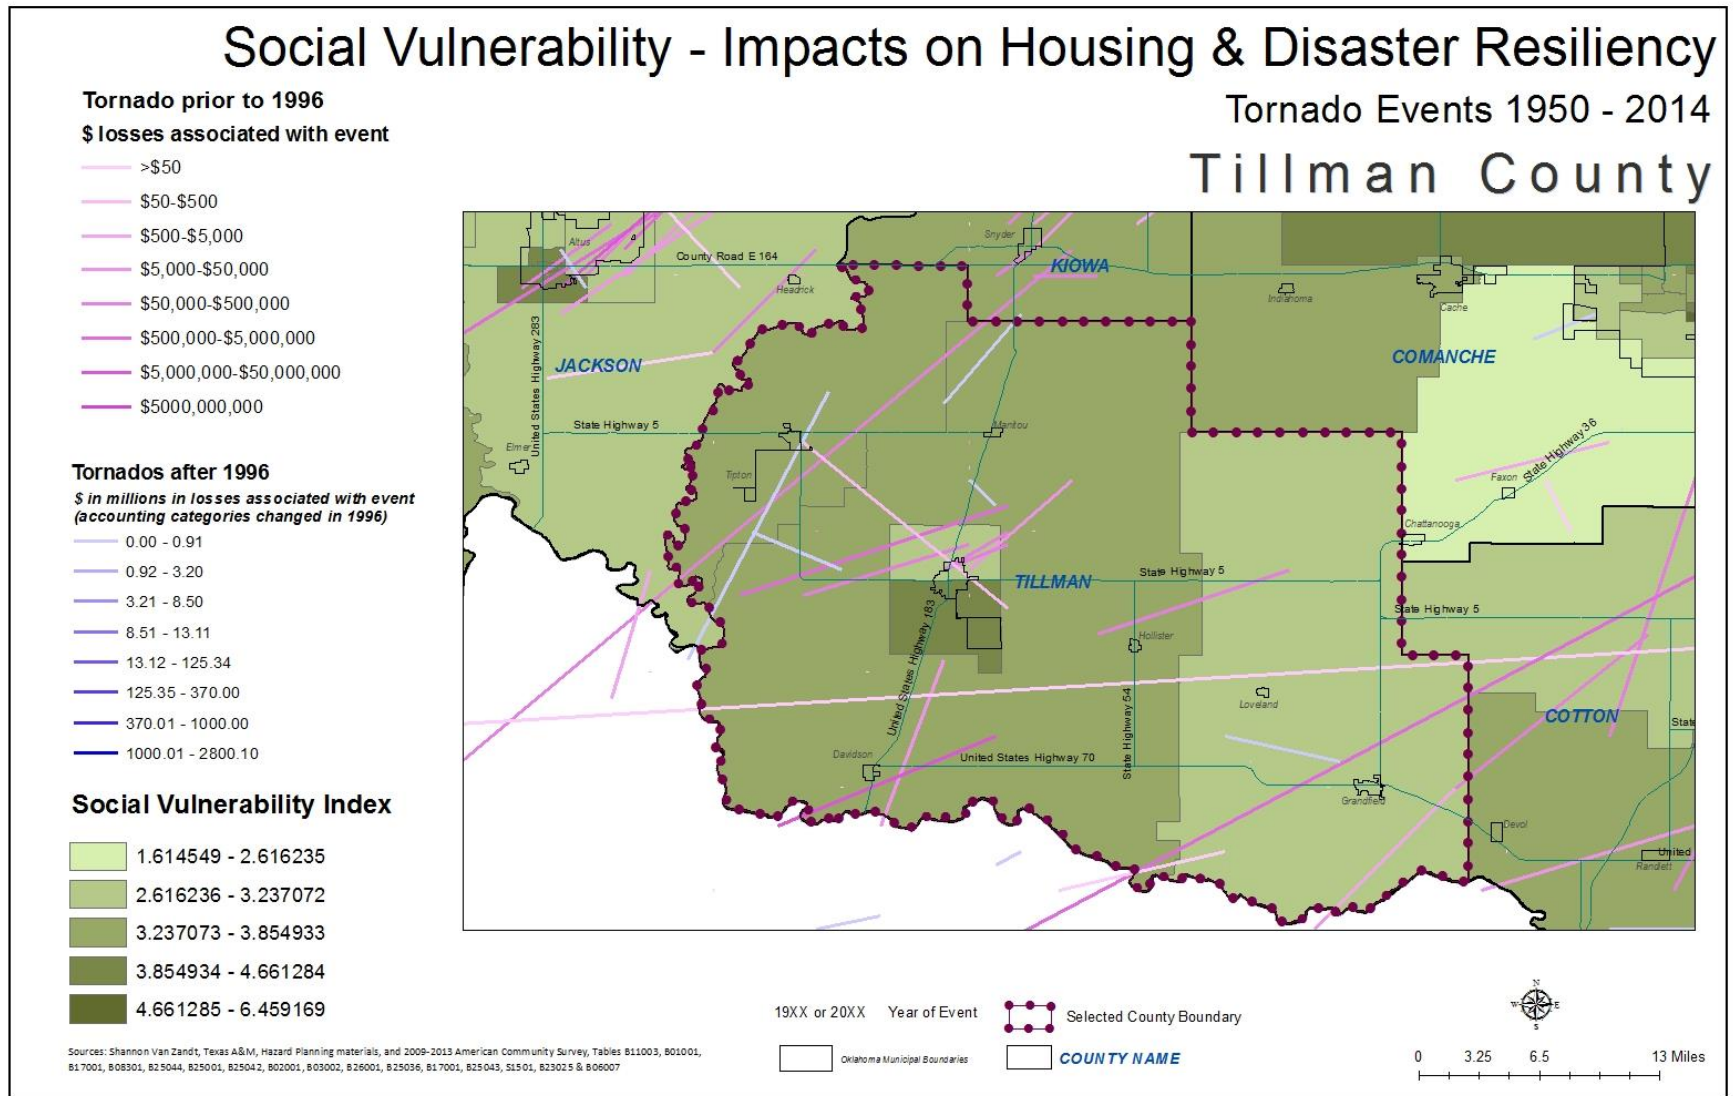 Social Vulnerability - Impacts on Housing & Disaster Resiliency
Tornado Events 1950 - 2014
Tillman County
Tornado prior to 1996
$ losses associated with event
>$50
$50-$500
$500-$5,000
$5,000-$50,000
$50,000-$500,000
$500,000-$5,000,000
$5,000,000-$50,000,000
$5000,000,000
Tornados after 1996
$ in millions in losses associated with event
(accounting categories changed in 1996)
0.00 - 0.91
0.92 - 3.20
3.21 - 8.50
8.51 - 13.11
13.12 - 125.34
125.35 - 370.00
370.01 - 1000.00
1000.01 - 2800.10
Social Vulnerability Index
1.614549 - 2.616235
2.616236 - 3.237072
3.237073 - 3.854933
3.854934 - 4.661284
4.661285 - 6.459169
Altus
County Road E 164
Headrick
Snyder
KIOWA
Indiahoma
Cache
United States Highway 283
JACKSON
COMANCHE
State Highway 5
Elmer
Tipton
Manitou
State Highway 36
Faxon
Chattanooga
TILLMAN
State Highway 5
State Highway 5
United States Highway 183
Hollister
State Highway 54
Loveland
COTTON
State
Davidson
United States Highway 70
Grandfield
Devol
United
Randlett
19XX or 20XX Year of Event
Selected County Boundary
Oklahoma Municipal Boundaries
COUNTY NAME
N
W E
S
0 3.25 6.5 13 Miles
Sources: Shannon Van Zandt, Texas A&M, Hazard Planning materials, and 2009-2013 American Community Survey, Tables B11003, B01001,
B17001, B08301, B25044, B25001, B25042, B02001, B03002, B26001, B25036, B17001, B25043, S1501, B23025 & B06007